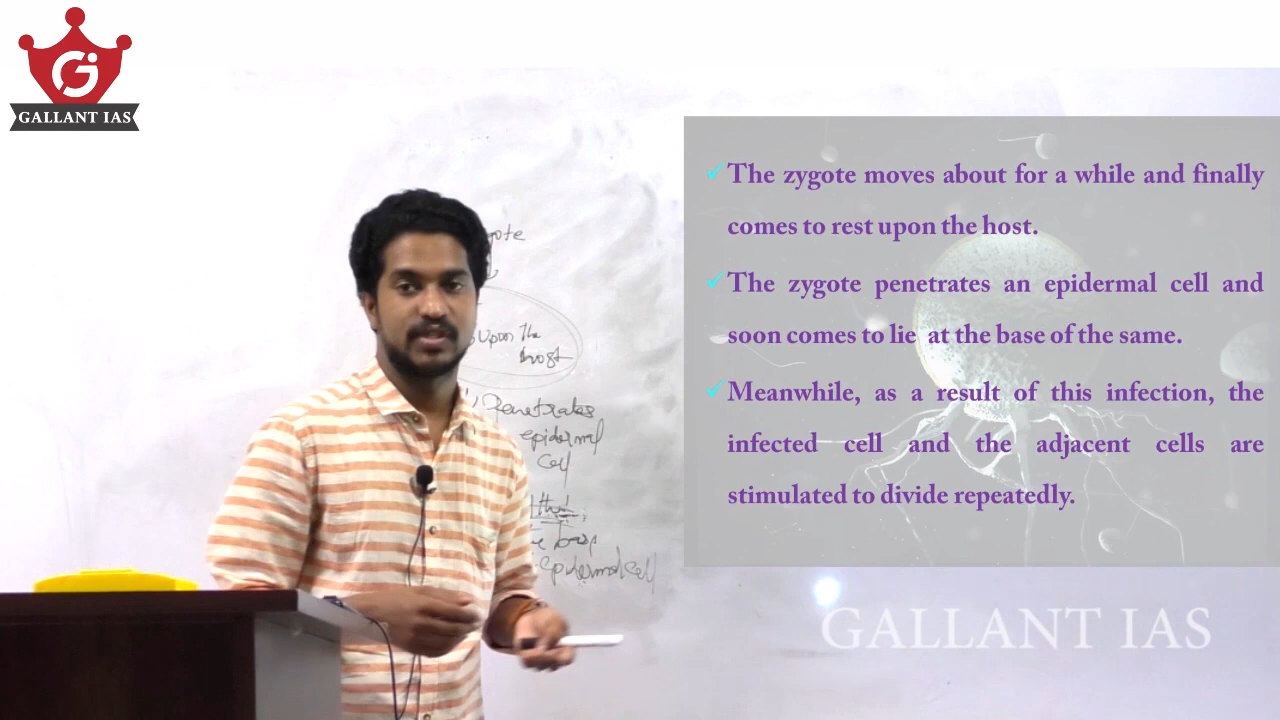 GALLANT IAS
The zygote moves about for a while and finally
comes to rest upon the host.
The zygote penetrates an epidermal cell and
soon comes to lie at the base of the same.
Meanwhile, as a result of this infection, the
infected cell and the adjacent cells are
stimulated to divide repeatedly.
Upon The
host
Penetrates
epidermal
Cell
epidermal cell
GALLANT IAS